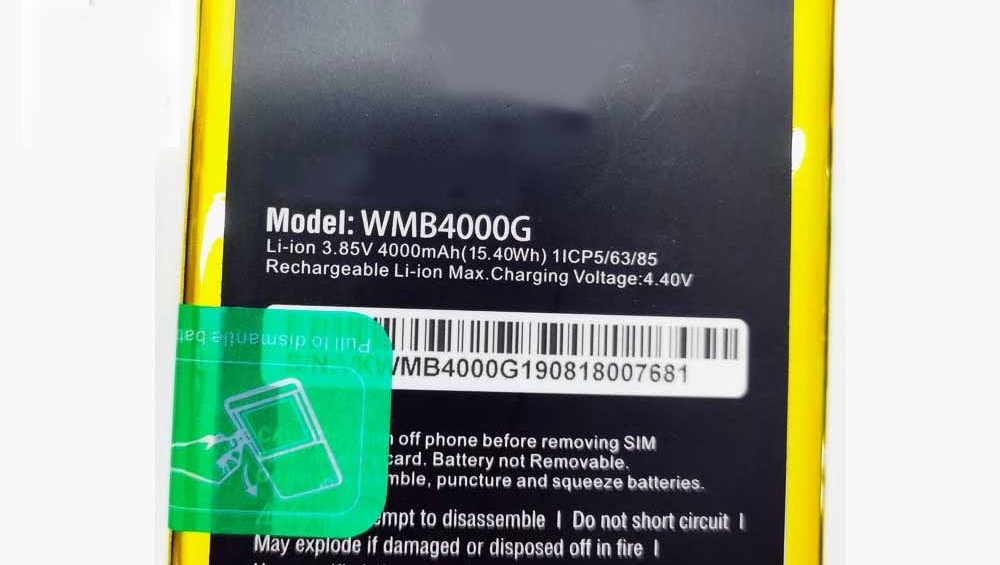 Model: WMB4000G
Li-ion 3.85V 4000mAh(15.40Wh) 1ICP5/63/85
Rechargeable Li-ion Max.Charging Voltage:4.40V
Pull to dismantle bat
WMB4000G190818007681
off phone before removing SIM
card. Battery not Removable.
mble, puncture and squeeze batteries.
empt to disassemble | Do not short circuit |
May explode if damaged or disposed off in fire |